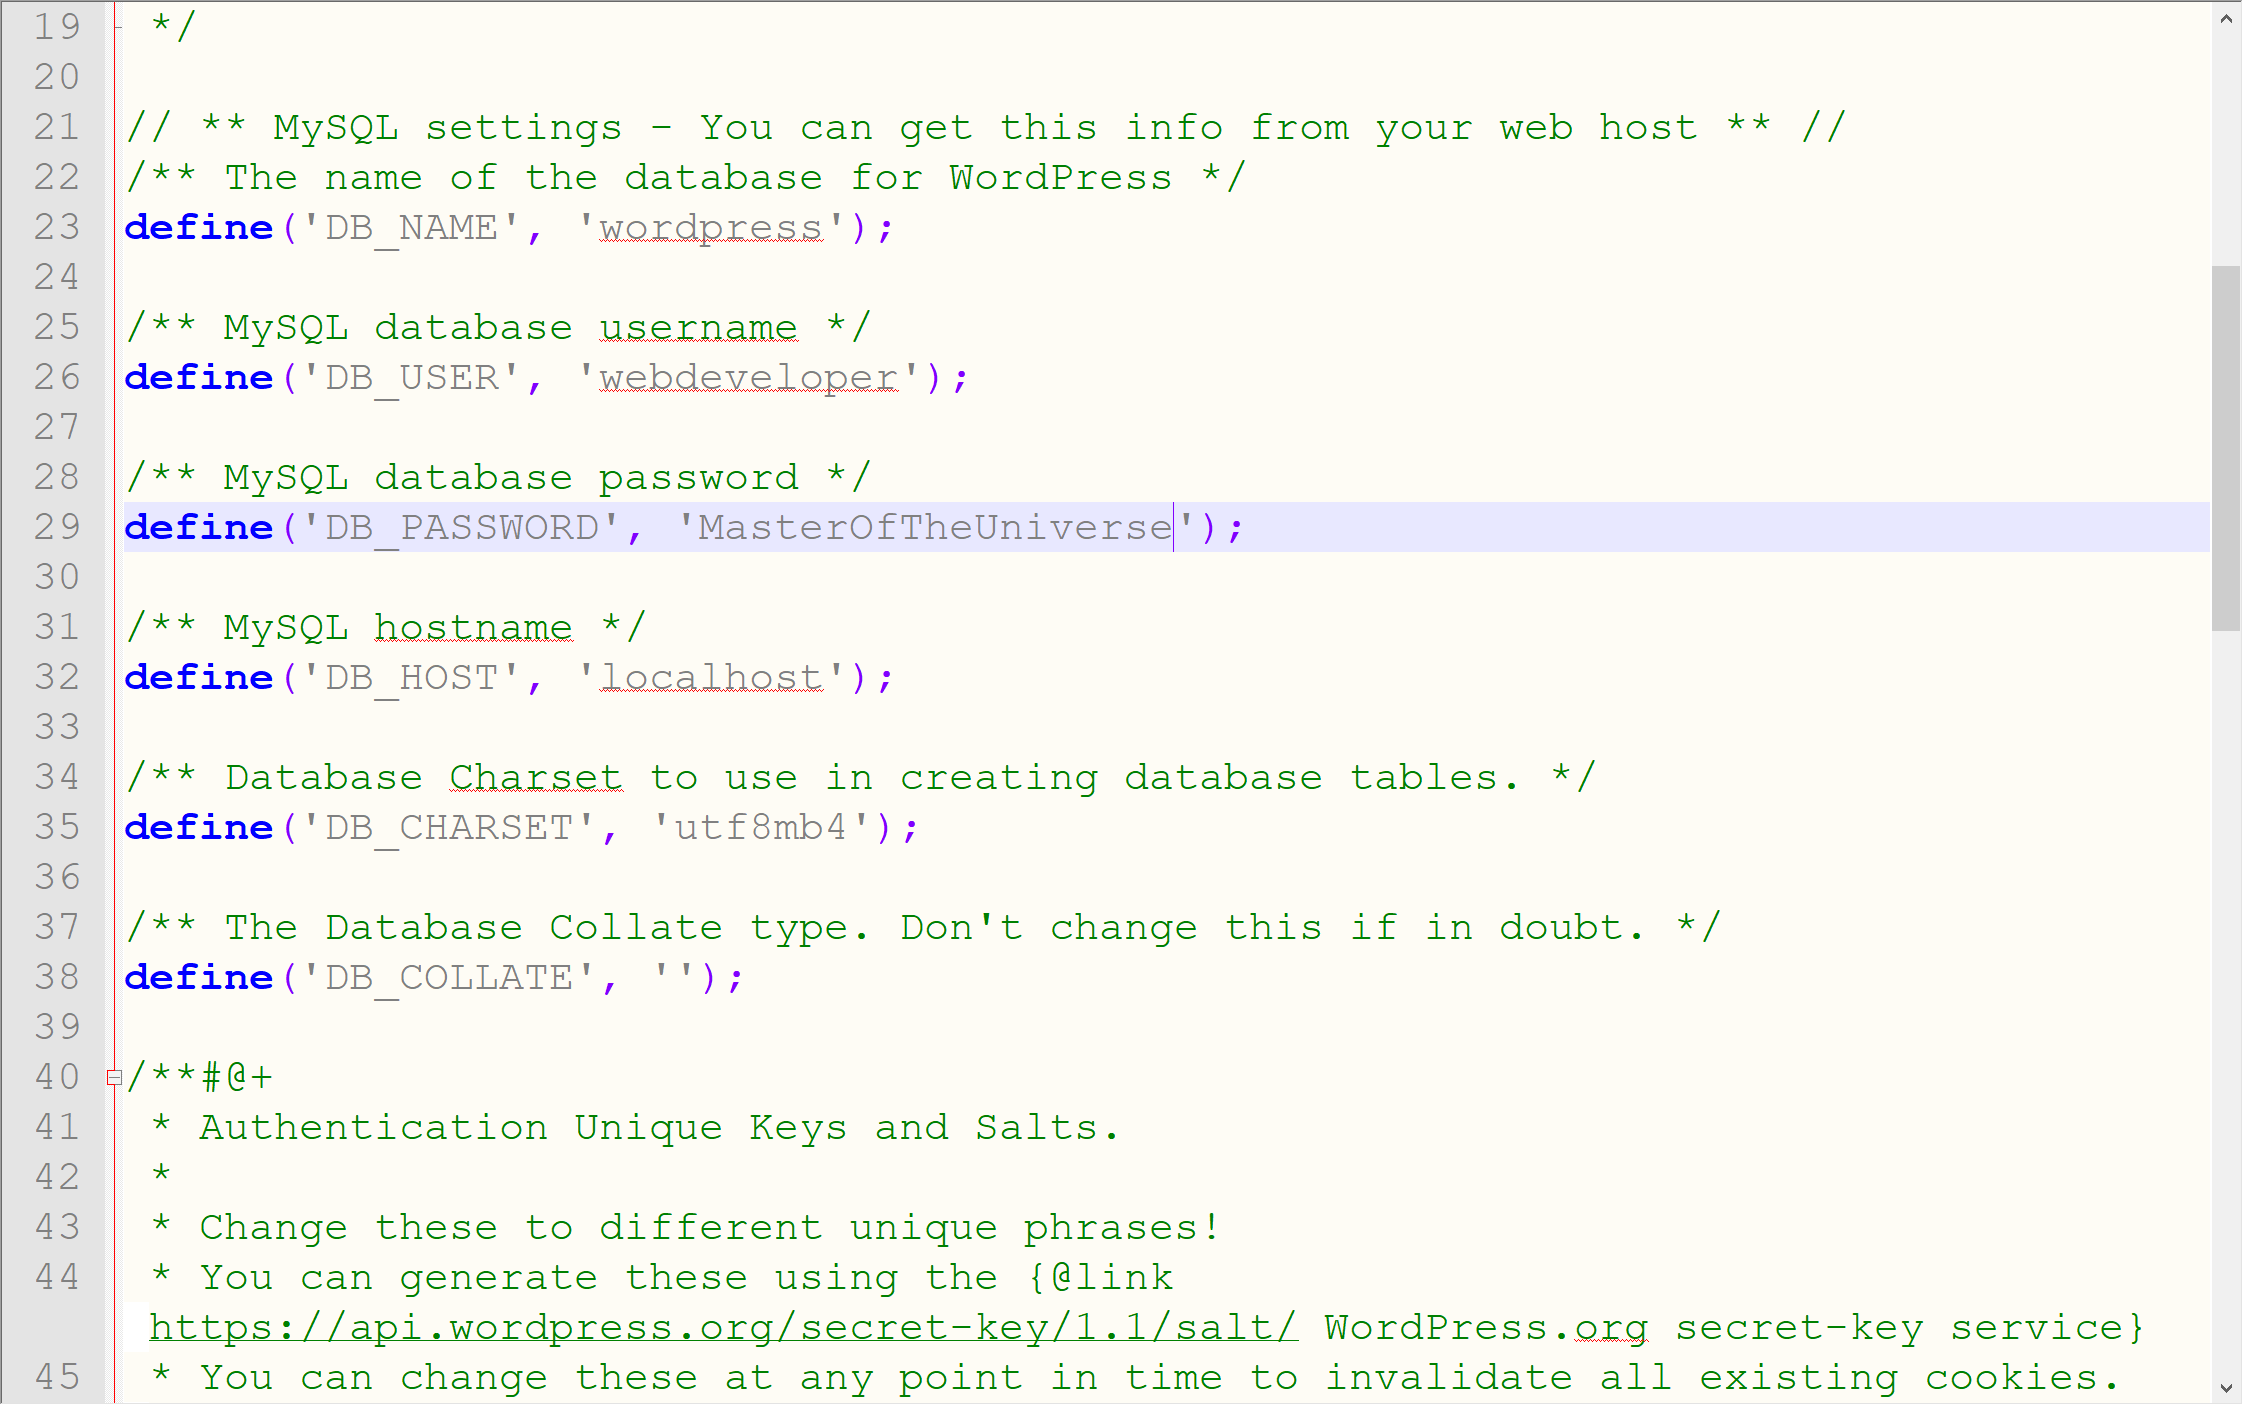 19 */
20
21 // ** MySQL settings - You can get this info from your web host ** //
22 /** The name of the database for WordPress */
23 define('DB_NAME', 'wordpress');
24
25 /** MySQL database username */
26 define('DB_USER', 'webdeveloper');
27
28 /** MySQL database password */
29 define('DB_PASSWORD', 'MasterOfTheUniverse');
30
31 /** MySQL hostname */
32 define('DB_HOST', 'localhost');
33
34 /** Database Charset to use in creating database tables. */
35 define('DB_CHARSET', 'utf8mb4');
36
37 /** The Database Collate type. Don't change this if in doubt. */
38 define('DB_COLLATE', '');
39
40 /**#@+
41 * Authentication Unique Keys and Salts.
42 *
43 * Change these to different unique phrases!
44 * You can generate these using the {@link
https://api.wordpress.org/secret-key/1.1/salt/ WordPress.org secret-key service}
45 * You can change these at any point in time to invalidate all existing cookies.